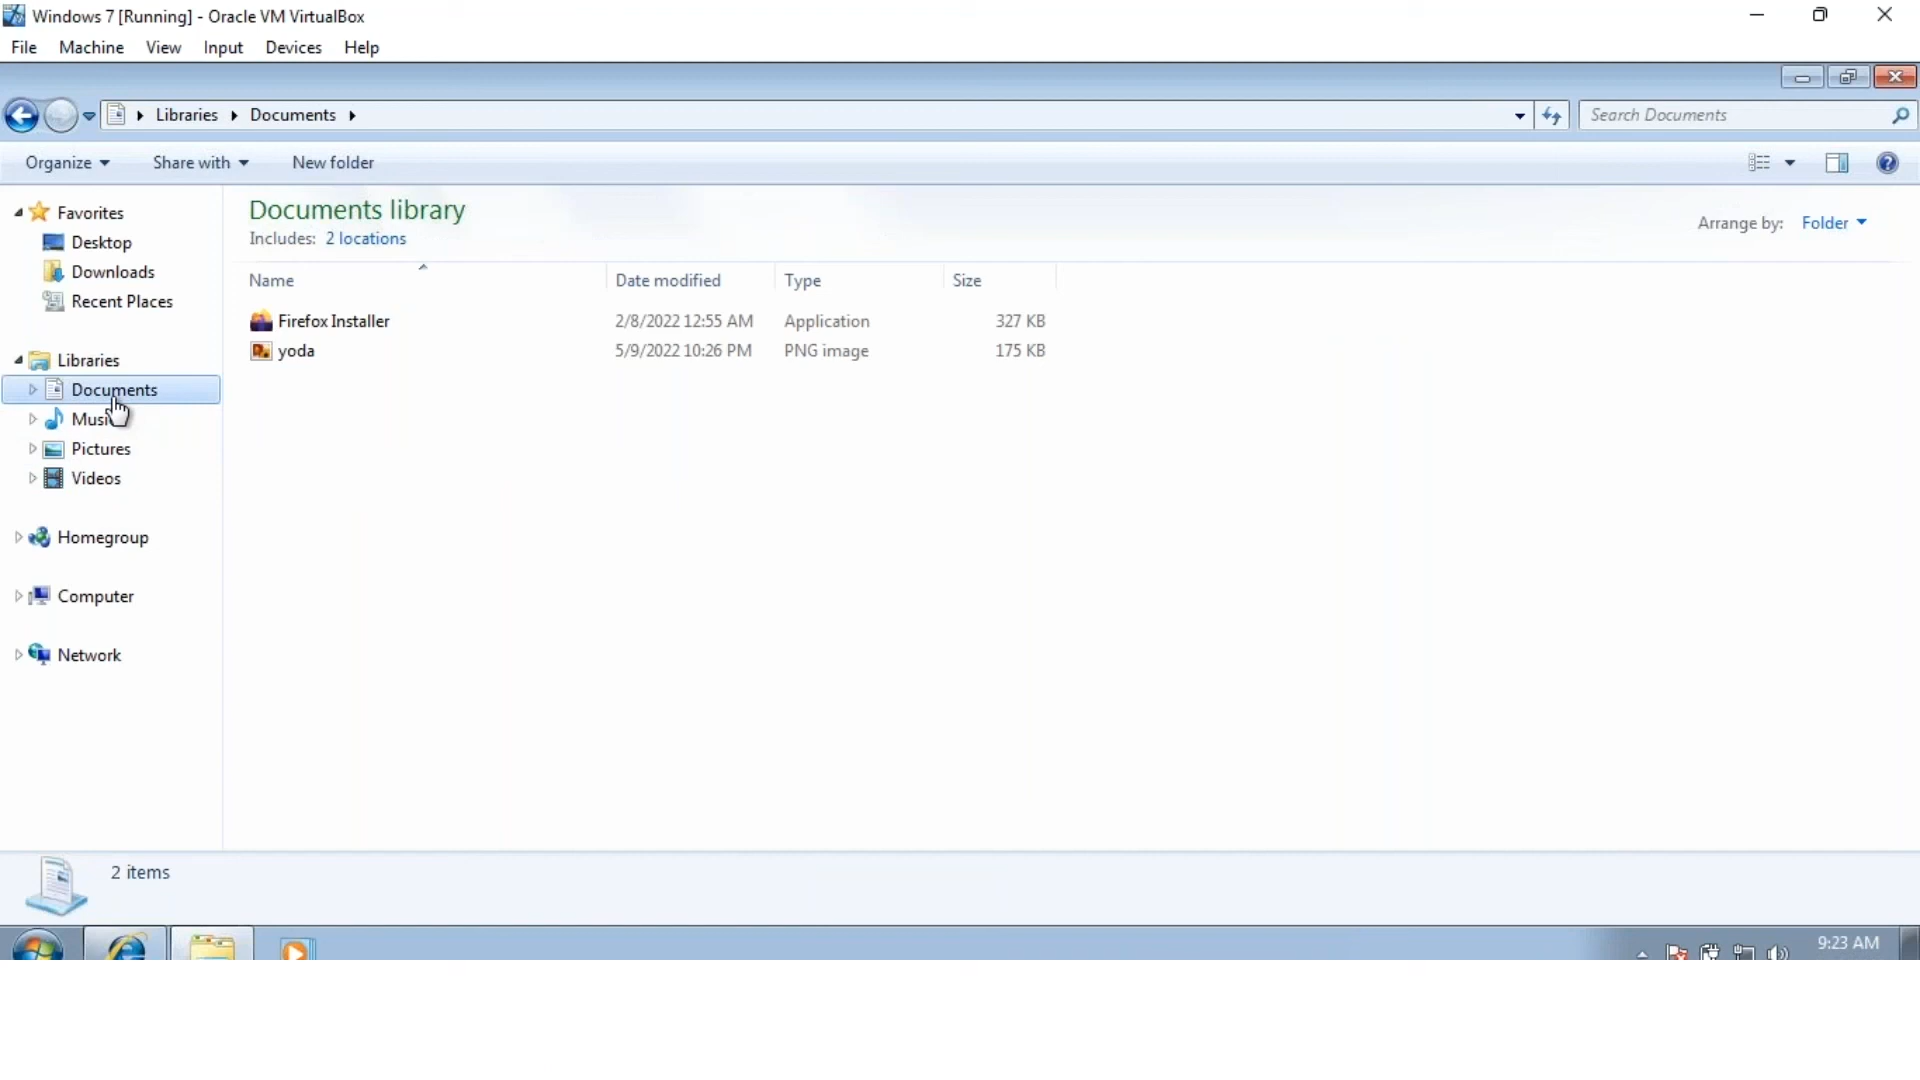 Windows 7 [Running] - Oracle VM VirtualBox
File Machine View Input Devices Help
Libraries Documents
Search Documents
Organize Share with New folder
Favorites
Desktop
Downloads
Recent Places
Libraries
Documents
Music
Pictures
Videos
Homegroup
Computer
Network
Documents library
Includes: 2 locations
Arrange by: Folder
Name Date modified Type Size
Firefox Installer 2/8/2022 12:55 AM Application 327 KB
yoda 5/9/2022 10:26 PM PNG image 175 KB
2 items
9:23 AM